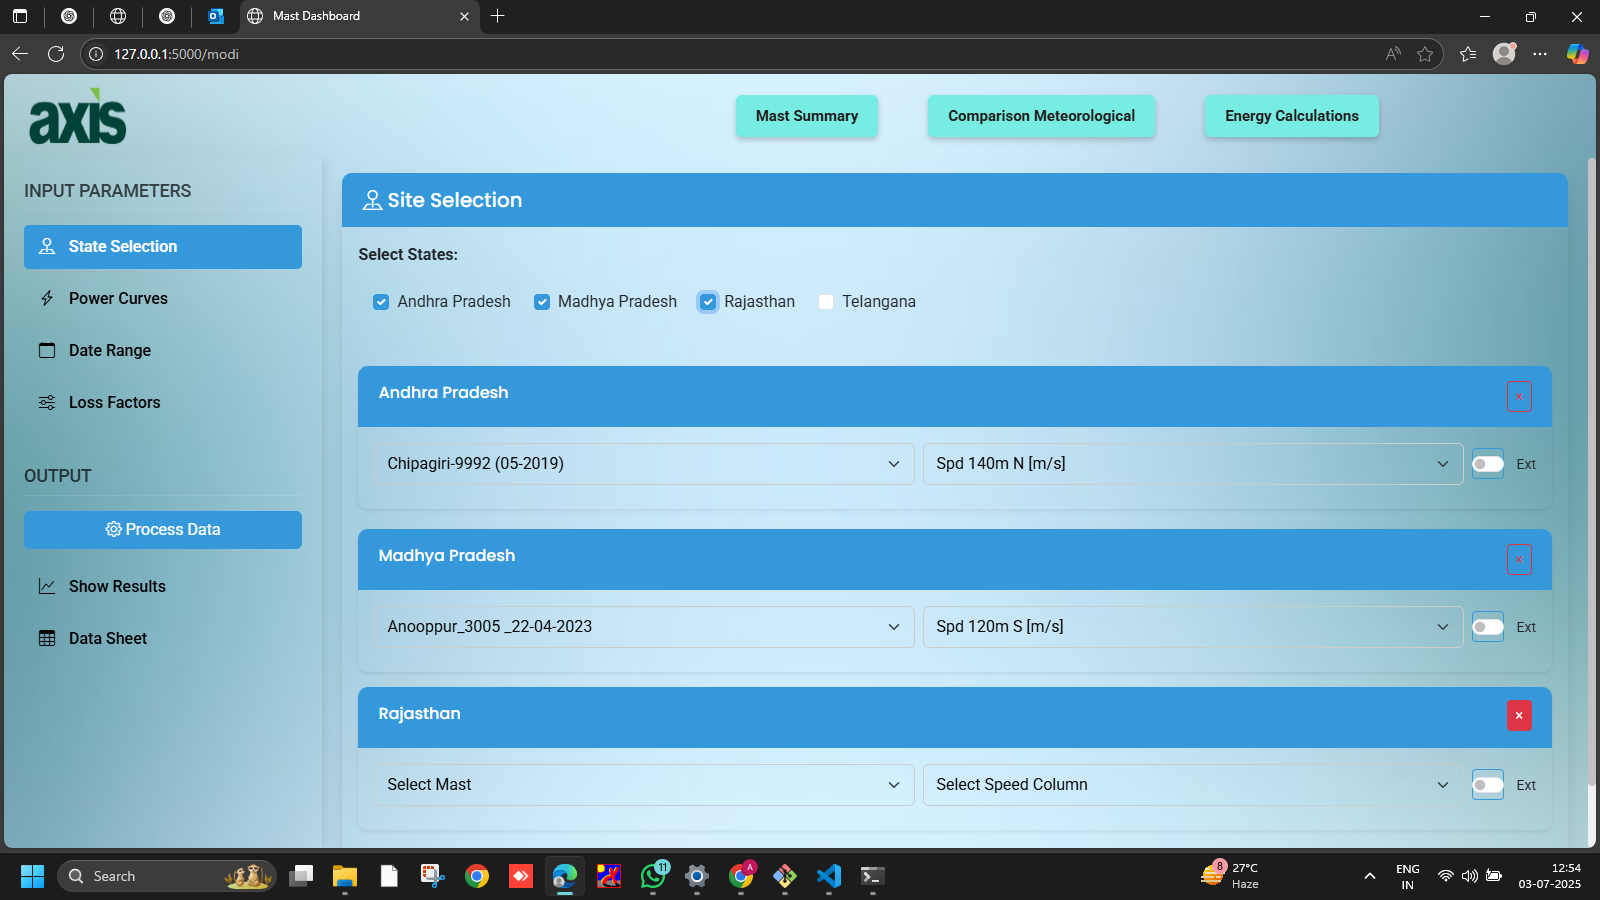 Mast Dashboard
127.0.0.1:5000/modi
axis
Mast Summary
Comparison Meteorological
Energy Calculations
INPUT PARAMETERS
State Selection
Power Curves
Date Range
Loss Factors
OUTPUT
Process Data
Show Results
Data Sheet
Site Selection
Select States:
Andhra Pradesh Madhya Pradesh Rajasthan Telangana
Andhra Pradesh
Chipagiri-9992 (05-2019) Spd 140m N [m/s] Ext
Madhya Pradesh
Anooppur_3005 _22-04-2023 Spd 120m S [m/s] Ext
Rajasthan
Select Mast Select Speed Column Ext
Search
11
A
8
27°C
Haze
ENG
IN
12:54
03-07-2025